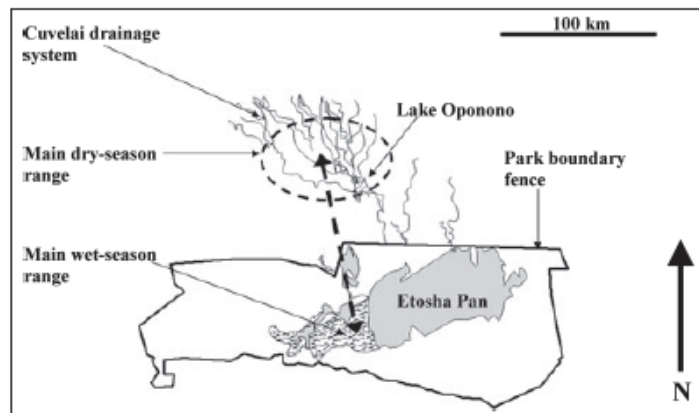 Cuvelai drainage
system
100 km
Lake Oponono
Main dry-season
range
Park boundary
fence
Main wet-season
range
Etosha Pan
N